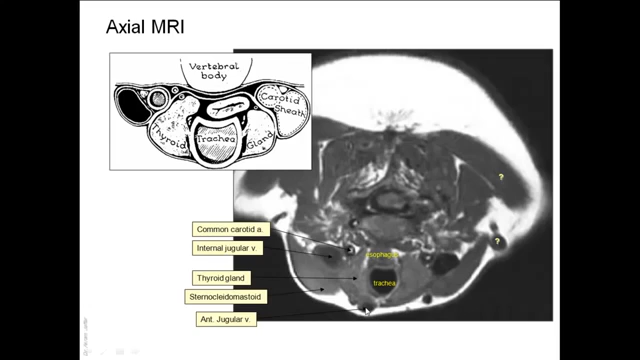 Axial MRI
Vertebral
body
Carotid
Sheath
Thyroid
Trachea
Gland
?
?
Common carotid a.
Internal jugular v.
esophagus
Thyroid gland
trachea
Sternocleidomastoid
Ant. Jugular v.